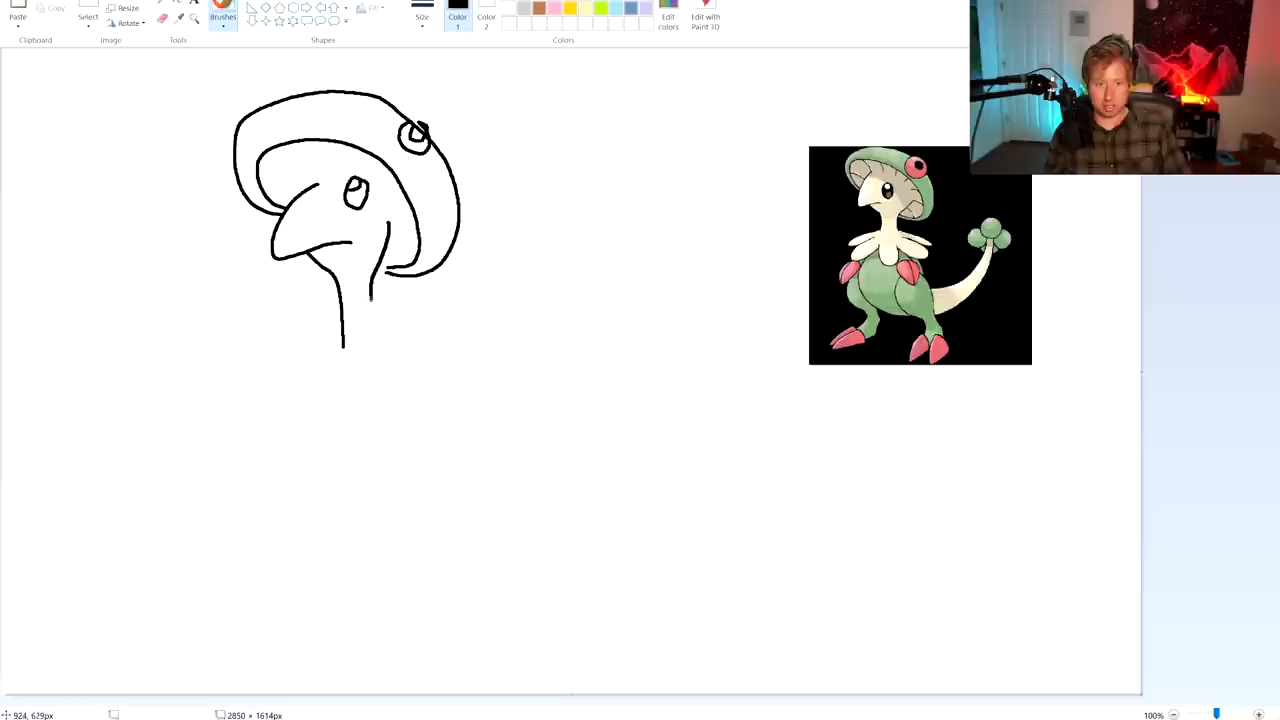 Paste Copy Select Resize Rotate Brushes Size Color 1 Color 2 Fill Edit colors Edit with Paint 3D
Clipboard Image Tools Shapes Colors
924, 629px 2850 × 1614px 100%